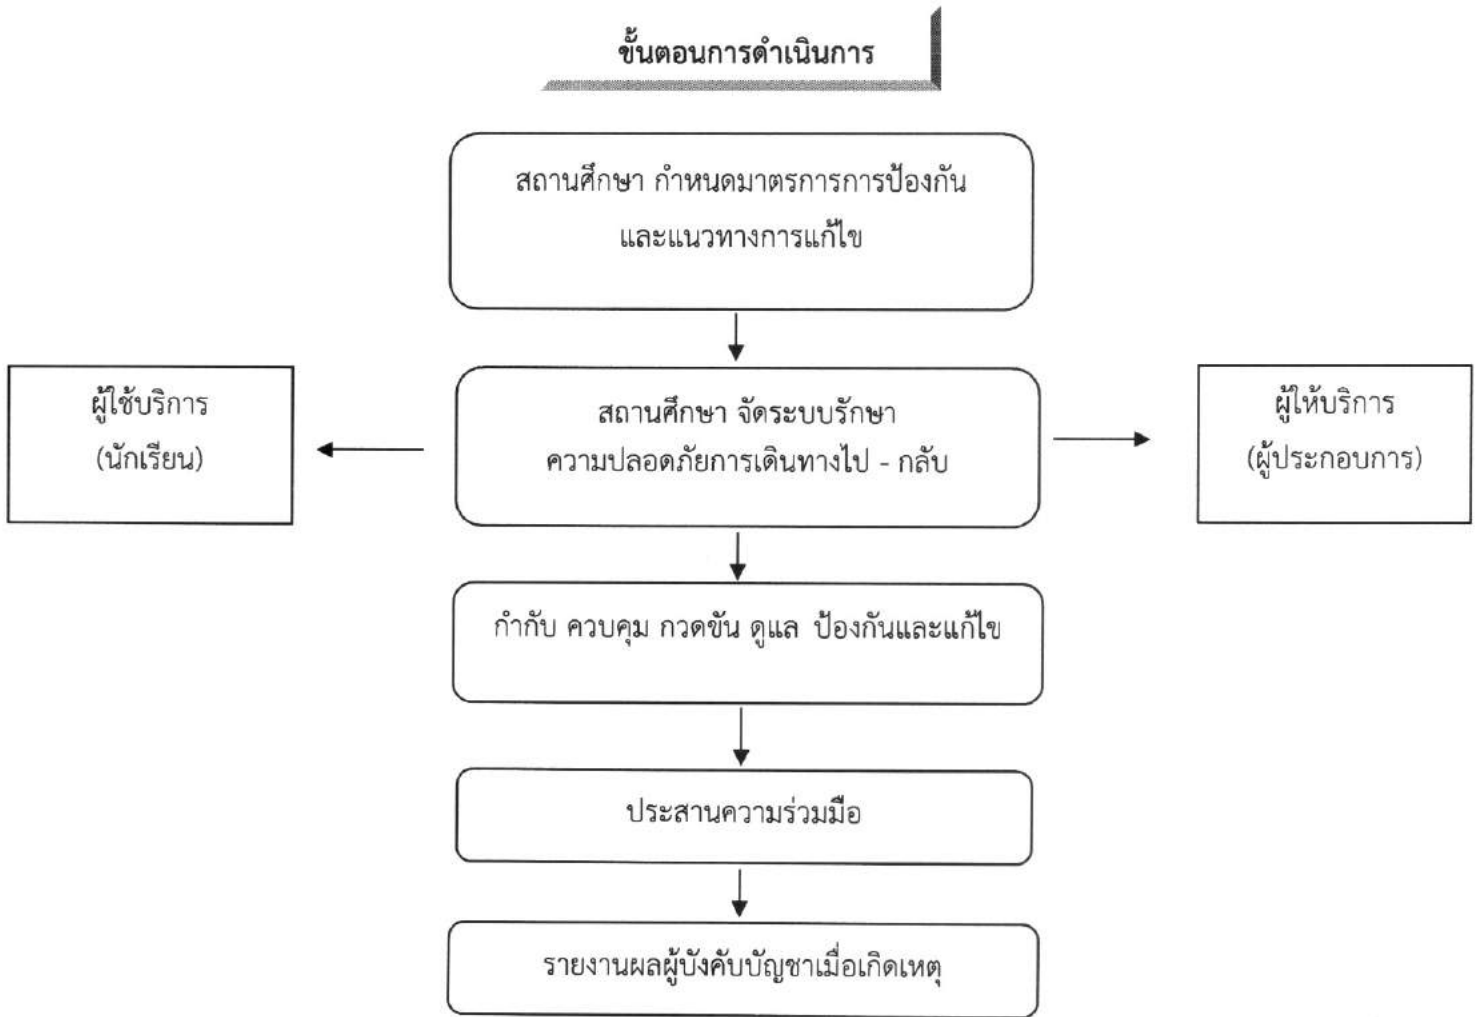 ขั้นตอนการดำเนินการ
สถานศึกษา กำหนดมาตรการการป้องกัน
และแนวทางการแก้ไข
ผู้ใช้บริการ
(นักเรียน)
สถานศึกษา จัดระบบรักษา
ความปลอดภัยการเดินทางไป - กลับ
ผู้ให้บริการ
(ผู้ประกอบการ)
กำกับ ควบคุม กวดขัน ดูแล ป้องกันและแก้ไข
ประสานความร่วมมือ
รายงานผลผู้บังคับบัญชาเมื่อเกิดเหตุ